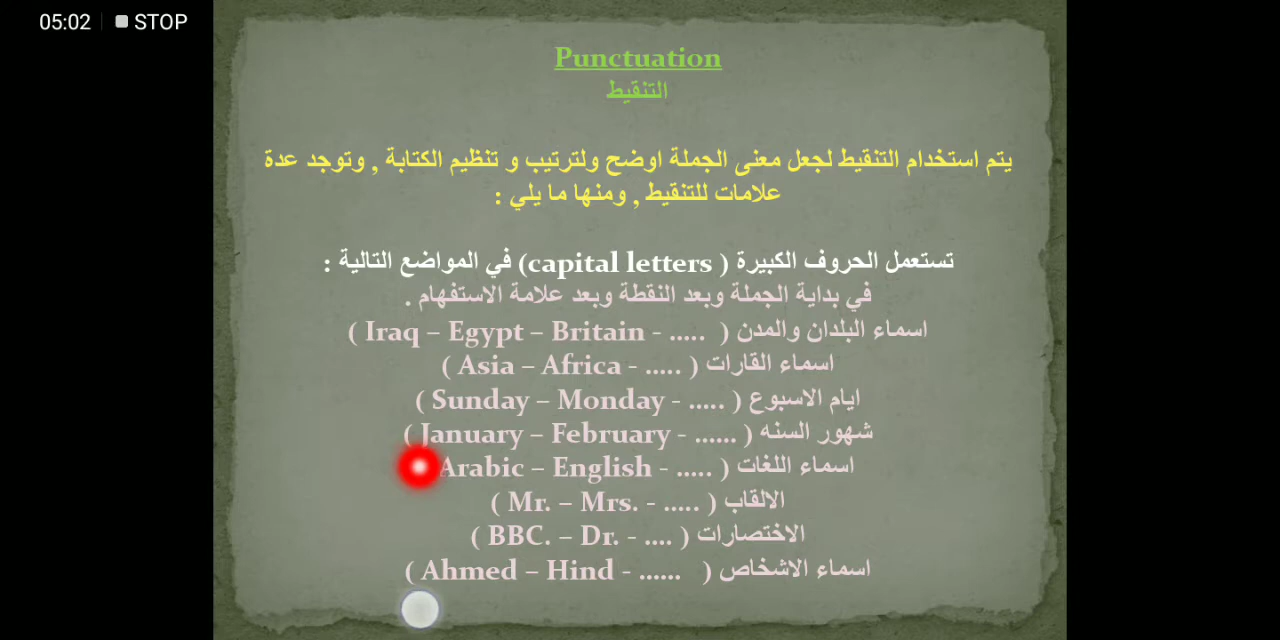 05:02 STOP
Punctuation
التنقيط
يتم استخدام التنقيط لجعل معنى الجملة اوضح ولترتيب و تنظيم الكتابة , وتوجد عدة
علامات للتنقيط , ومنها ما يلي :
تستعمل الحروف الكبيرة ( capital letters) في المواضع التالية :
في بداية الجملة وبعد النقطة وبعد علامة الاستفهام .
اسماء البلدان والمدن ( Iraq – Egypt – Britain - ..... )
اسماء القارات ( Asia – Africa - ..... )
ايام الاسبوع ( Sunday – Monday - ..... )
شهور السنه ( January – February - ...... )
اسماء اللغات ( Arabic – English - .....
الالقاب ( Mr. – Mrs. - ..... )
الاختصارات ( BBC. – Dr. - .... )
اسماء الاشخاص ( Ahmed – Hind - ...... )